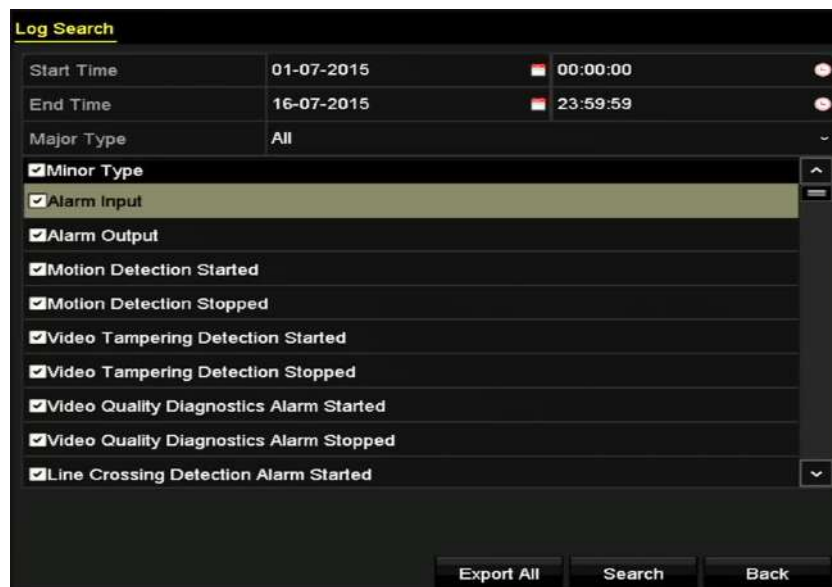 Log Search
Start Time 01-07-2015 00:00:00
End Time 16-07-2015 23:59:59
Major Type All
Minor Type
Alarm Input
Alarm Output
Motion Detection Started
Motion Detection Stopped
Video Tampering Detection Started
Video Tampering Detection Stopped
Video Quality Diagnostics Alarm Started
Video Quality Diagnostics Alarm Stopped
Line Crossing Detection Alarm Started
Export All Search Back